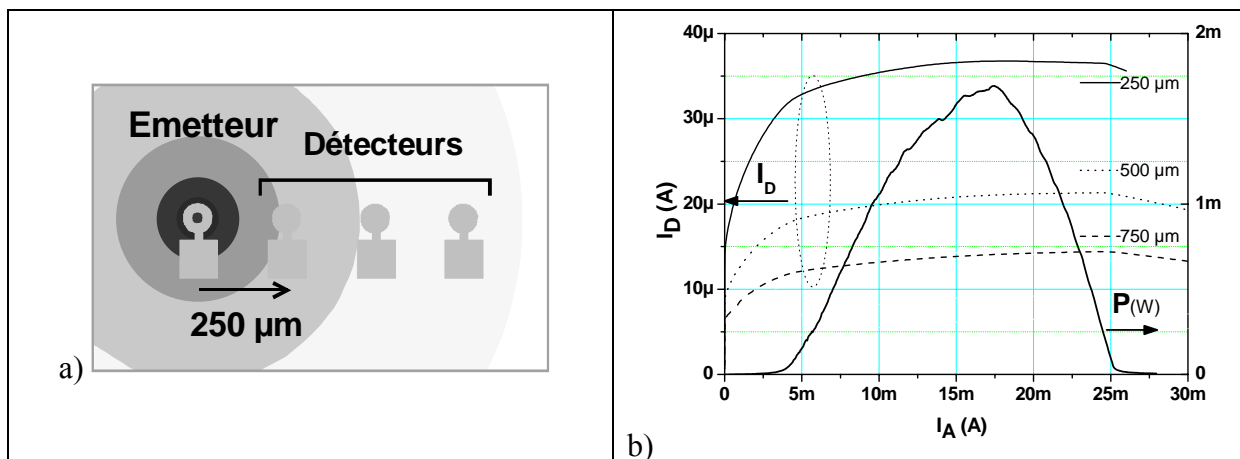 Emetteur
Détecteurs
250 µm
a)
40µ
30µ
20µ
10µ
0
I_D (A)
I_D
2m
1m
0
P(W)
250 µm
500 µm
750 µm
0 5m 10m 15m 20m 25m 30m
I_A (A)
b)